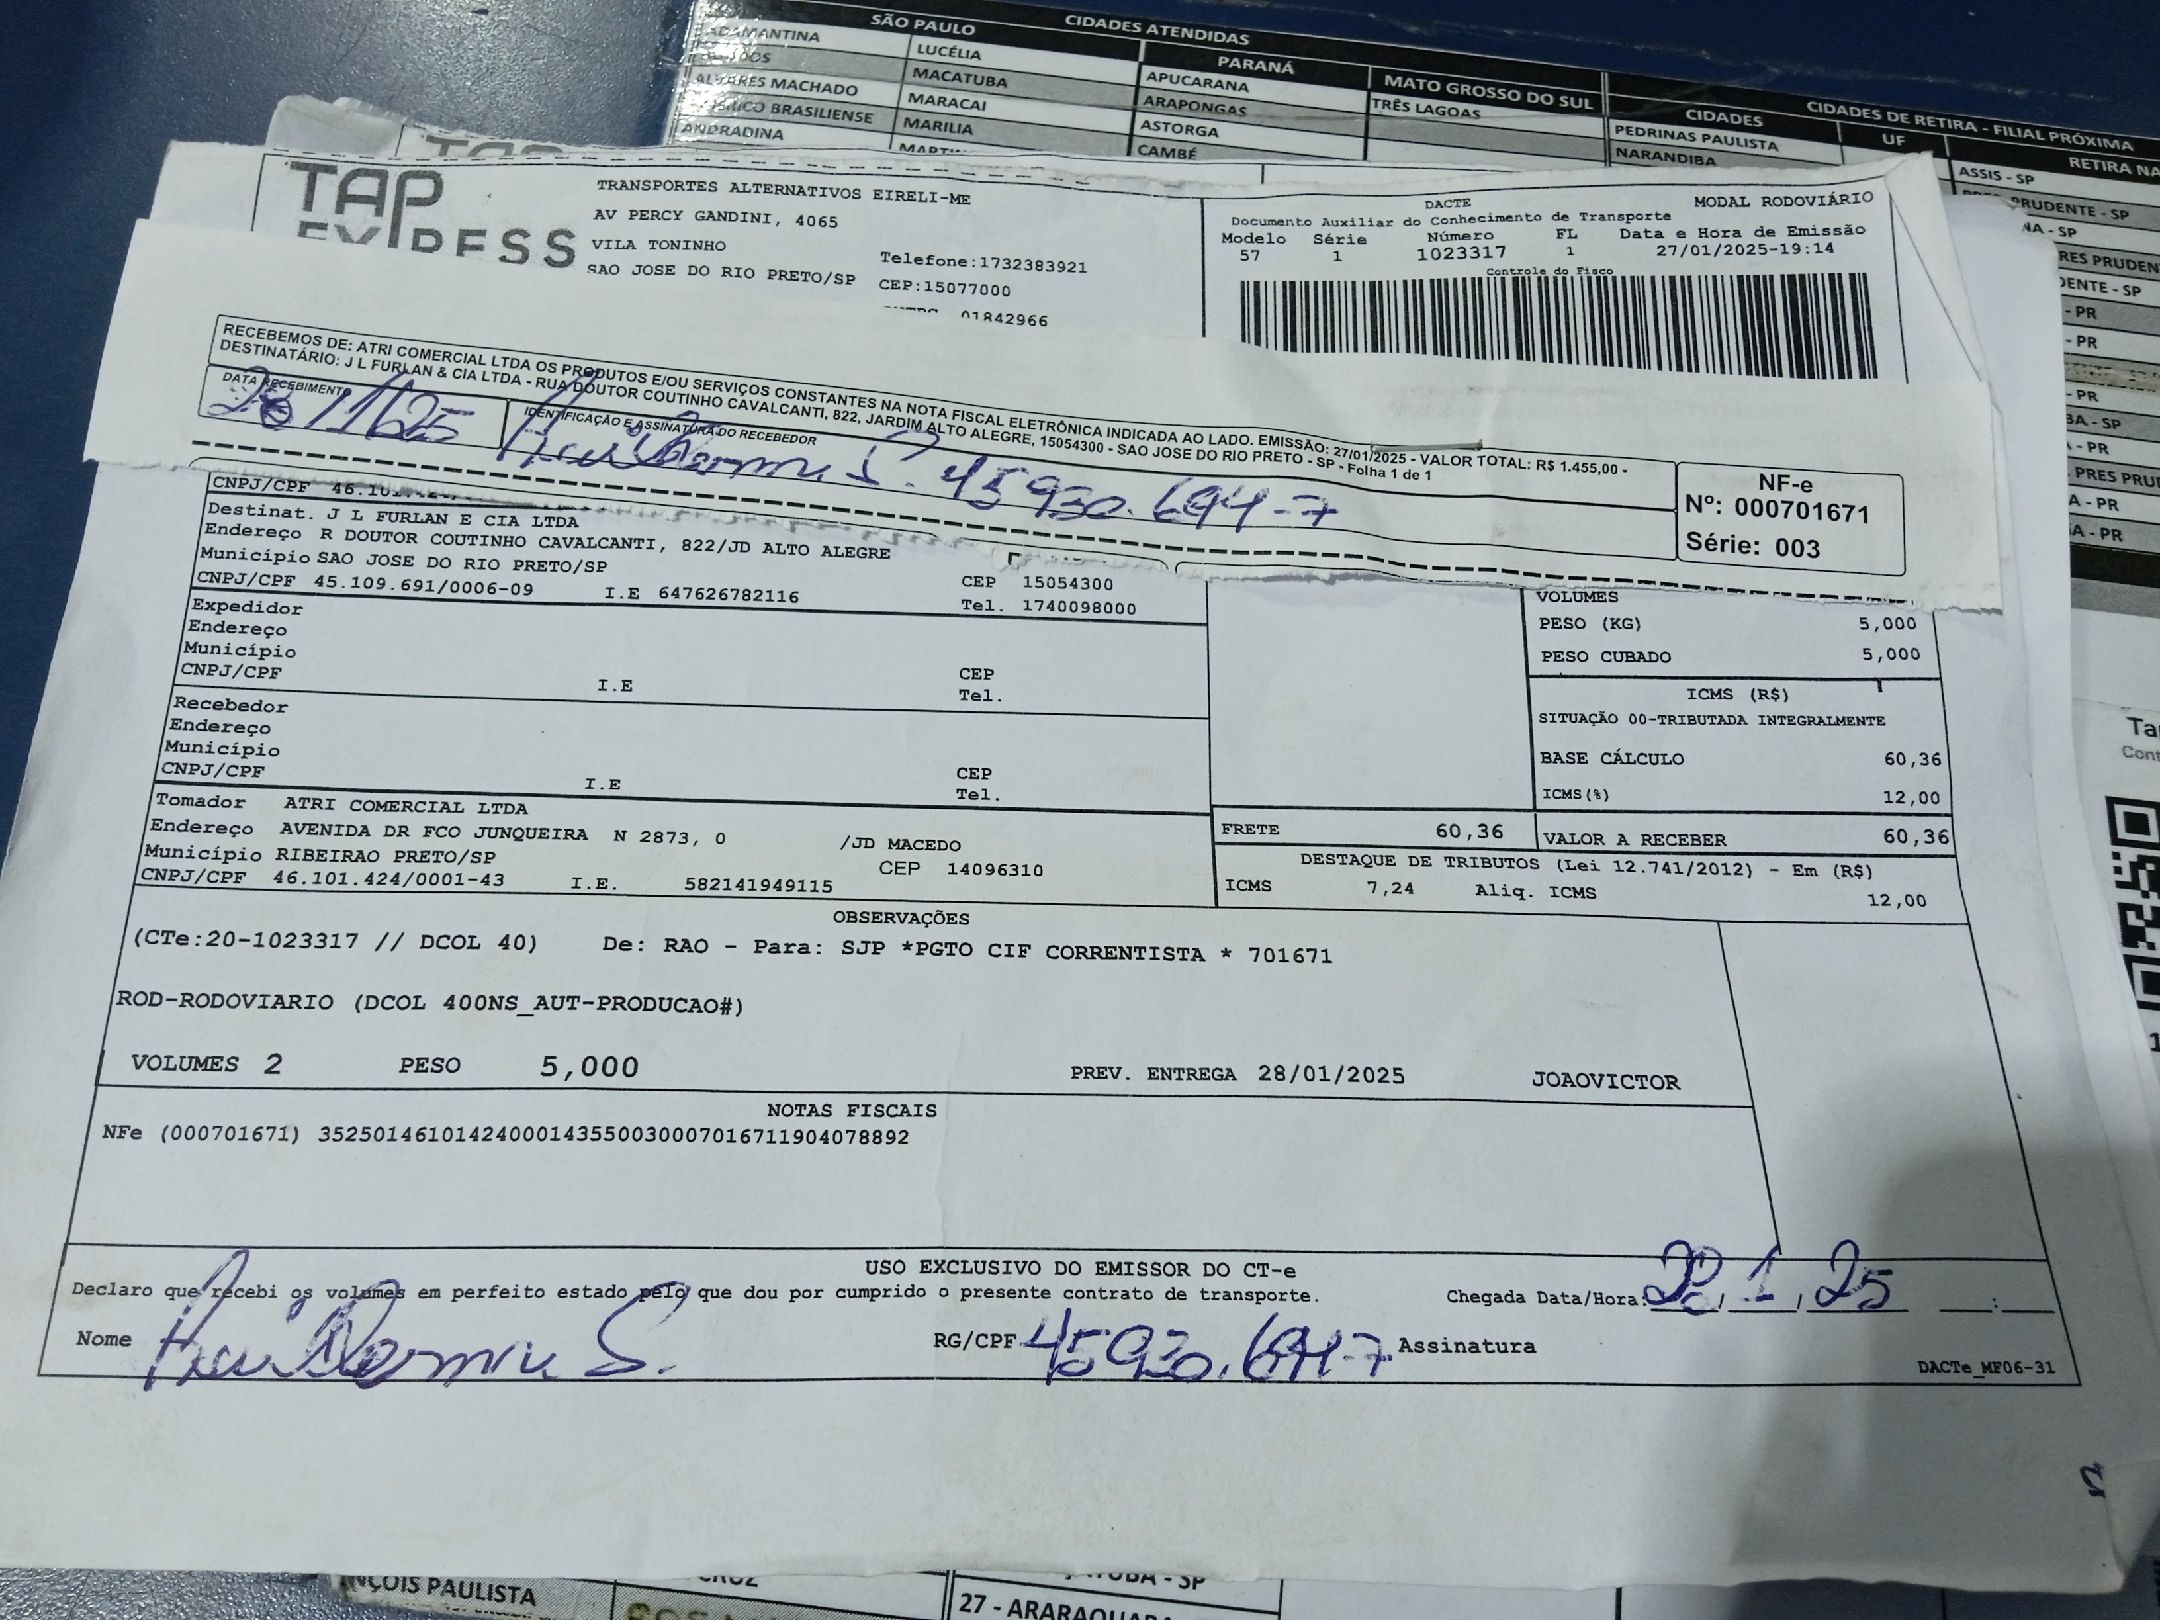 SÃO PAULO CIDADES ATENDIDAS
PARANÁ MATO GROSSO DO SUL CIDADES CIDADES DE RETIRA - FILIAL PRÓXIMA
ADAMANTINA LUCÉLIA APUCARANA TRÊS LAGOAS PEDRINAS PAULISTA UF RETIRA NA
MACATUBA ARAPONGAS NARANDIBA ASSIS - SP
ALVARES MACHADO MARACAI ASTORGA PRUDENTE - SP
BRASILIENSE MARILIA CAMBÉ
ANDRADINA
TAP EXPRESS
TRANSPORTES ALTERNATIVOS EIRELI-ME
AV PERCY GANDINI, 4065
VILA TONINHO Telefone:1732383921
SAO JOSE DO RIO PRETO/SP CEP:15077000
01842966
DACTE MODAL RODOVIÁRIO
Documento Auxiliar do Conhecimento de Transporte
Modelo Série Número FL Data e Hora de Emissão
57 1 1023317 1 27/01/2025-19:14
Controle do Fisco
RECEBEMOS DE: ATRI COMERCIAL LTDA OS PRODUTOS E/OU SERVIÇOS CONSTANTES NA NOTA FISCAL ELETRÔNICA INDICADA AO LADO. EMISSÃO: 27/01/2025 - VALOR TOTAL: R$ 1.455,00 -
DESTINATÁRIO: J L FURLAN & CIA LTDA - RUA DOUTOR COUTINHO CAVALCANTI, 822, JARDIM ALTO ALEGRE, 15054300 - SAO JOSE DO RIO PRETO - SP - Folha 1 de 1
DATA RECEBIMENTO IDENTIFICAÇÃO E ASSINATURA DO RECEBEDOR
28/1/25 S. 45930.694-7
NF-e
Nº: 000701671
Série: 003
CNPJ/CPF
Destinat. J L FURLAN E CIA LTDA
Endereço R DOUTOR COUTINHO CAVALCANTI, 822/JD ALTO ALEGRE
Município SAO JOSE DO RIO PRETO/SP CEP 15054300
CNPJ/CPF 45.109.691/0006-09 I.E 647626782116 Tel. 1740098000
Expedidor
Endereço
Município CEP
CNPJ/CPF I.E Tel.
Recebedor
Endereço
Município CEP
CNPJ/CPF I.E Tel.
VOLUMES
PESO (KG) 5,000
PESO CUBADO 5,000
ICMS (R$)
SITUAÇÃO 00-TRIBUTADA INTEGRALMENTE
BASE CÁLCULO 60,36
ICMS(%) 12,00
Tomador ATRI COMERCIAL LTDA
Endereço AVENIDA DR FCO JUNQUEIRA N 2873, 0 /JD MACEDO
Município RIBEIRAO PRETO/SP CEP 14096310
CNPJ/CPF 46.101.424/0001-43 I.E. 582141949115
FRETE 60,36 VALOR A RECEBER 60,36
DESTAQUE DE TRIBUTOS (Lei 12.741/2012) - Em (R$)
ICMS 7,24 Aliq. ICMS 12,00
OBSERVAÇÕES
(CTe:20-1023317 // DCOL 40) De: RAO - Para: SJP *PGTO CIF CORRENTISTA * 701671
ROD-RODOVIARIO (DCOL 400NS_AUT-PRODUCAO#)
VOLUMES 2 PESO 5,000 PREV. ENTREGA 28/01/2025 JOAOVICTOR
NOTAS FISCAIS
NFe (000701671) 35250146101424000143550030007016711904078892
USO EXCLUSIVO DO EMISSOR DO CT-e
Declaro que recebi os volumes em perfeito estado pelo que dou por cumprido o presente contrato de transporte. Chegada Data/Hora: 28/1/25 :
Nome S. RG/CPF 45930.694-7 Assinatura
DACTe_MF06-31
PAULISTA
27 - ARARAQUARA